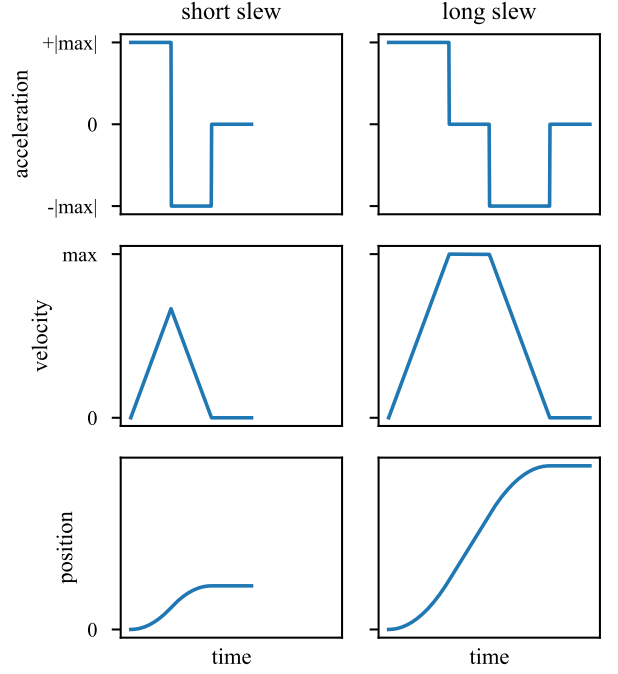 short slew
long slew
+|max|
0
-|max|
acceleration
max
0
velocity
0
position
time
time